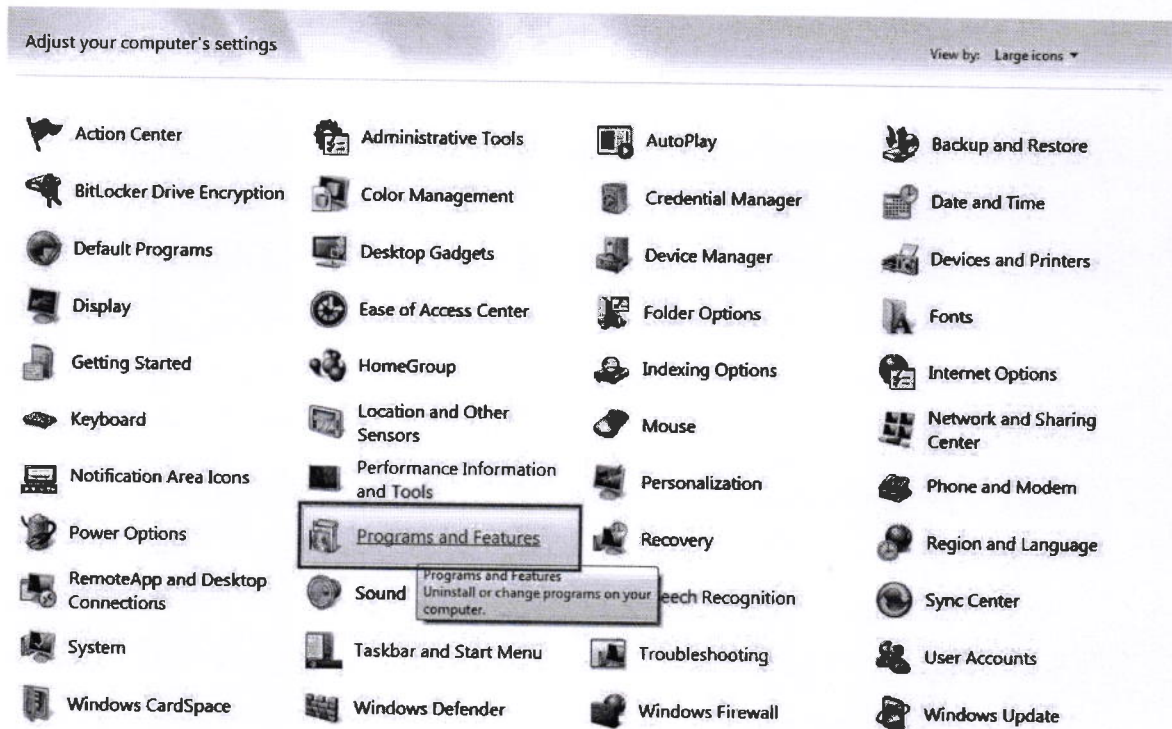 Adjust your computer's settings
View by: Large icons
Action Center
Administrative Tools
AutoPlay
Backup and Restore
BitLocker Drive Encryption
Color Management
Credential Manager
Date and Time
Default Programs
Desktop Gadgets
Device Manager
Devices and Printers
Display
Ease of Access Center
Folder Options
Fonts
Getting Started
HomeGroup
Indexing Options
Internet Options
Keyboard
Location and Other
Sensors
Mouse
Network and Sharing
Center
Notification Area Icons
Performance Information
and Tools
Personalization
Phone and Modem
Power Options
Programs and Features
Recovery
Region and Language
RemoteApp and Desktop
Connections
Sound
Programs and Features
Uninstall or change programs on your
computer.
eech Recognition
Sync Center
System
Taskbar and Start Menu
Troubleshooting
User Accounts
Windows CardSpace
Windows Defender
Windows Firewall
Windows Update